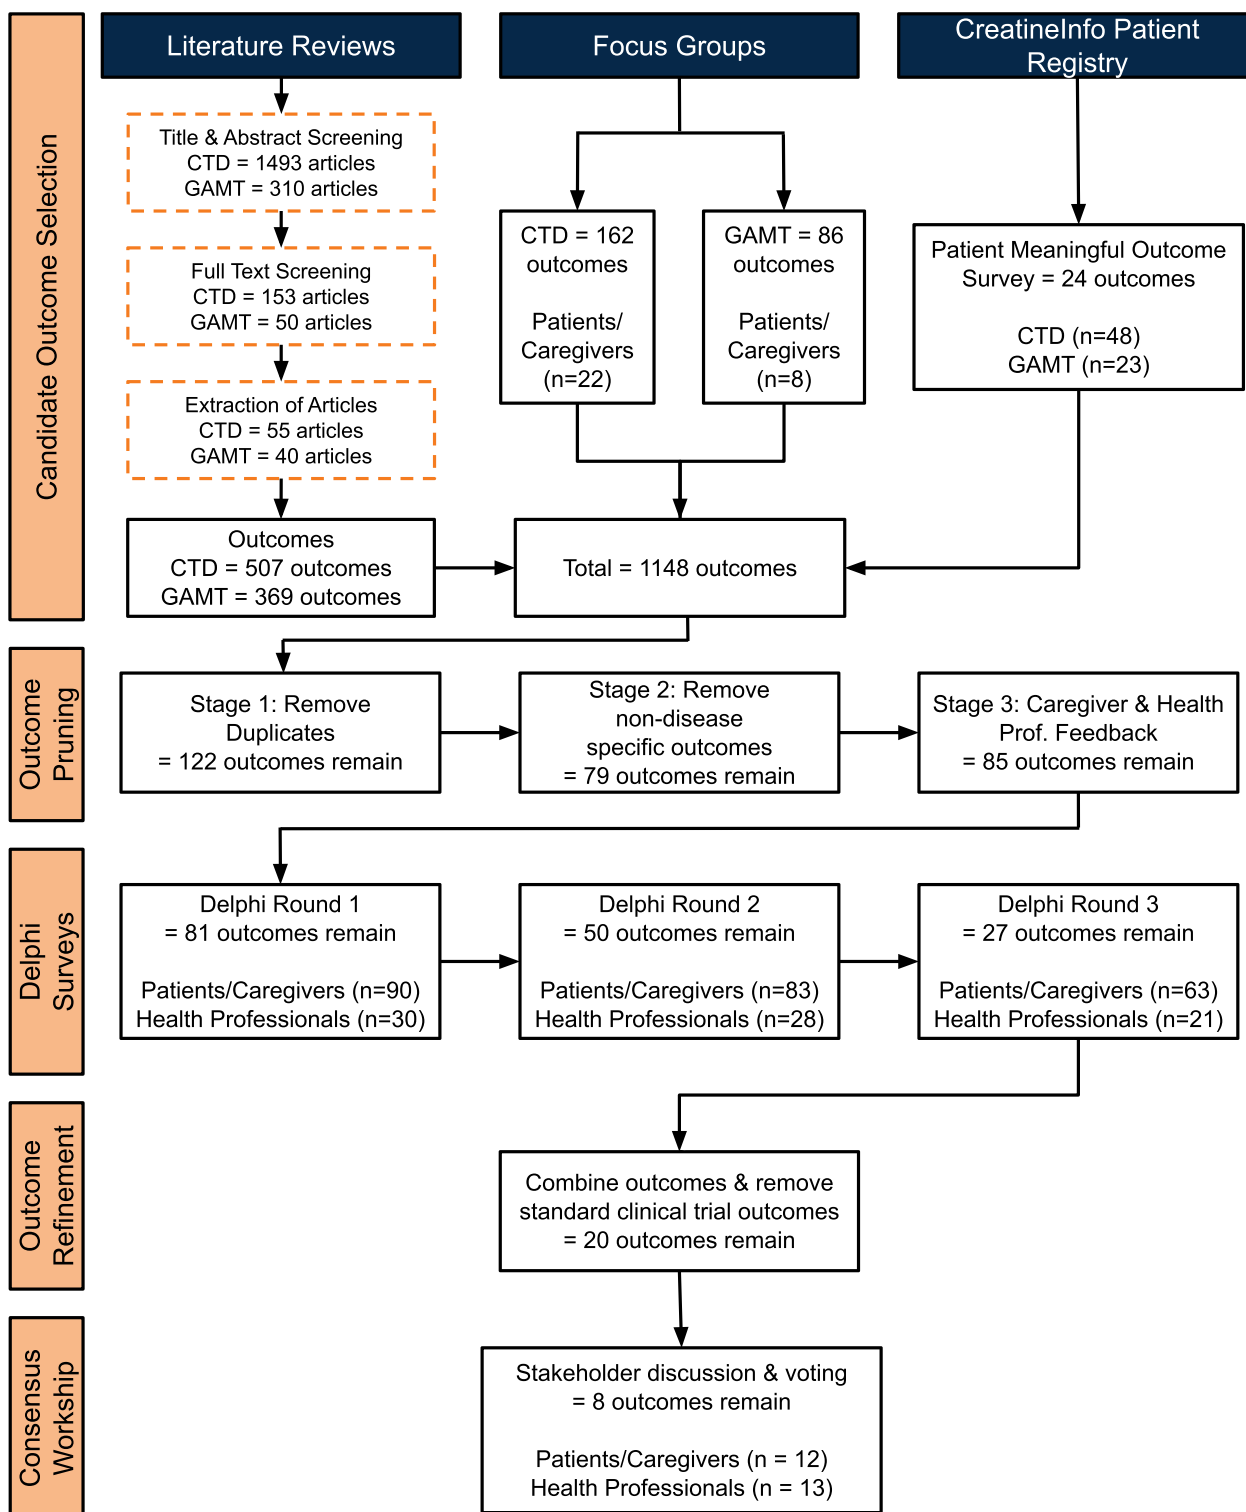 Candidate Outcome Selection
Literature Reviews
Focus Groups
CreatineInfo Patient
Registry
Title & Abstract Screening
CTD = 1493 articles
GAMT = 310 articles
Full Text Screening
CTD = 153 articles
GAMT = 50 articles
Extraction of Articles
CTD = 55 articles
GAMT = 40 articles
Outcomes
CTD = 507 outcomes
GAMT = 369 outcomes
CTD = 162
outcomes
Patients/
Caregivers
(n=22)
GAMT = 86
outcomes
Patients/
Caregivers
(n=8)
Patient Meaningful Outcome
Survey = 24 outcomes
CTD (n=48)
GAMT (n=23)
Total = 1148 outcomes
Outcome
Pruning
Stage 1: Remove
Duplicates
= 122 outcomes remain
Stage 2: Remove
non-disease
specific outcomes
= 79 outcomes remain
Stage 3: Caregiver & Health
Prof. Feedback
= 85 outcomes remain
Delphi
Surveys
Delphi Round 1
= 81 outcomes remain
Patients/Caregivers (n=90)
Health Professionals (n=30)
Delphi Round 2
= 50 outcomes remain
Patients/Caregivers (n=83)
Health Professionals (n=28)
Delphi Round 3
= 27 outcomes remain
Patients/Caregivers (n=63)
Health Professionals (n=21)
Outcome
Refinement
Combine outcomes & remove
standard clinical trial outcomes
= 20 outcomes remain
Consensus
Workship
Stakeholder discussion & voting
= 8 outcomes remain
Patients/Caregivers (n = 12)
Health Professionals (n = 13)